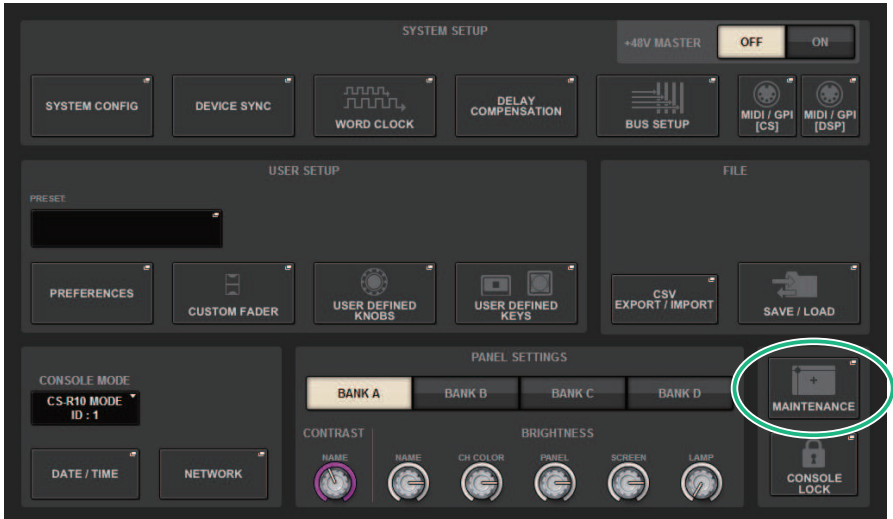 SYSTEM SETUP
+48V MASTER
OFF
ON
SYSTEM CONFIG
DEVICE SYNC
WORD CLOCK
DELAY
COMPENSATION
BUS SETUP
MIDI / GPI
[CS]
MIDI / GPI
[DSP]
USER SETUP
PRESET:
PREFERENCES
CUSTOM FADER
USER DEFINED
KNOBS
USER DEFINED
KEYS
FILE
CSV
EXPORT / IMPORT
SAVE / LOAD
CONSOLE MODE
CS-R10 MODE
ID : 1
DATE / TIME
NETWORK
PANEL SETTINGS
BANK A
BANK B
BANK C
BANK D
CONTRAST
BRIGHTNESS
NAME
NAME
CH COLOR
PANEL
SCREEN
LAMP
MAINTENANCE
CONSOLE
LOCK